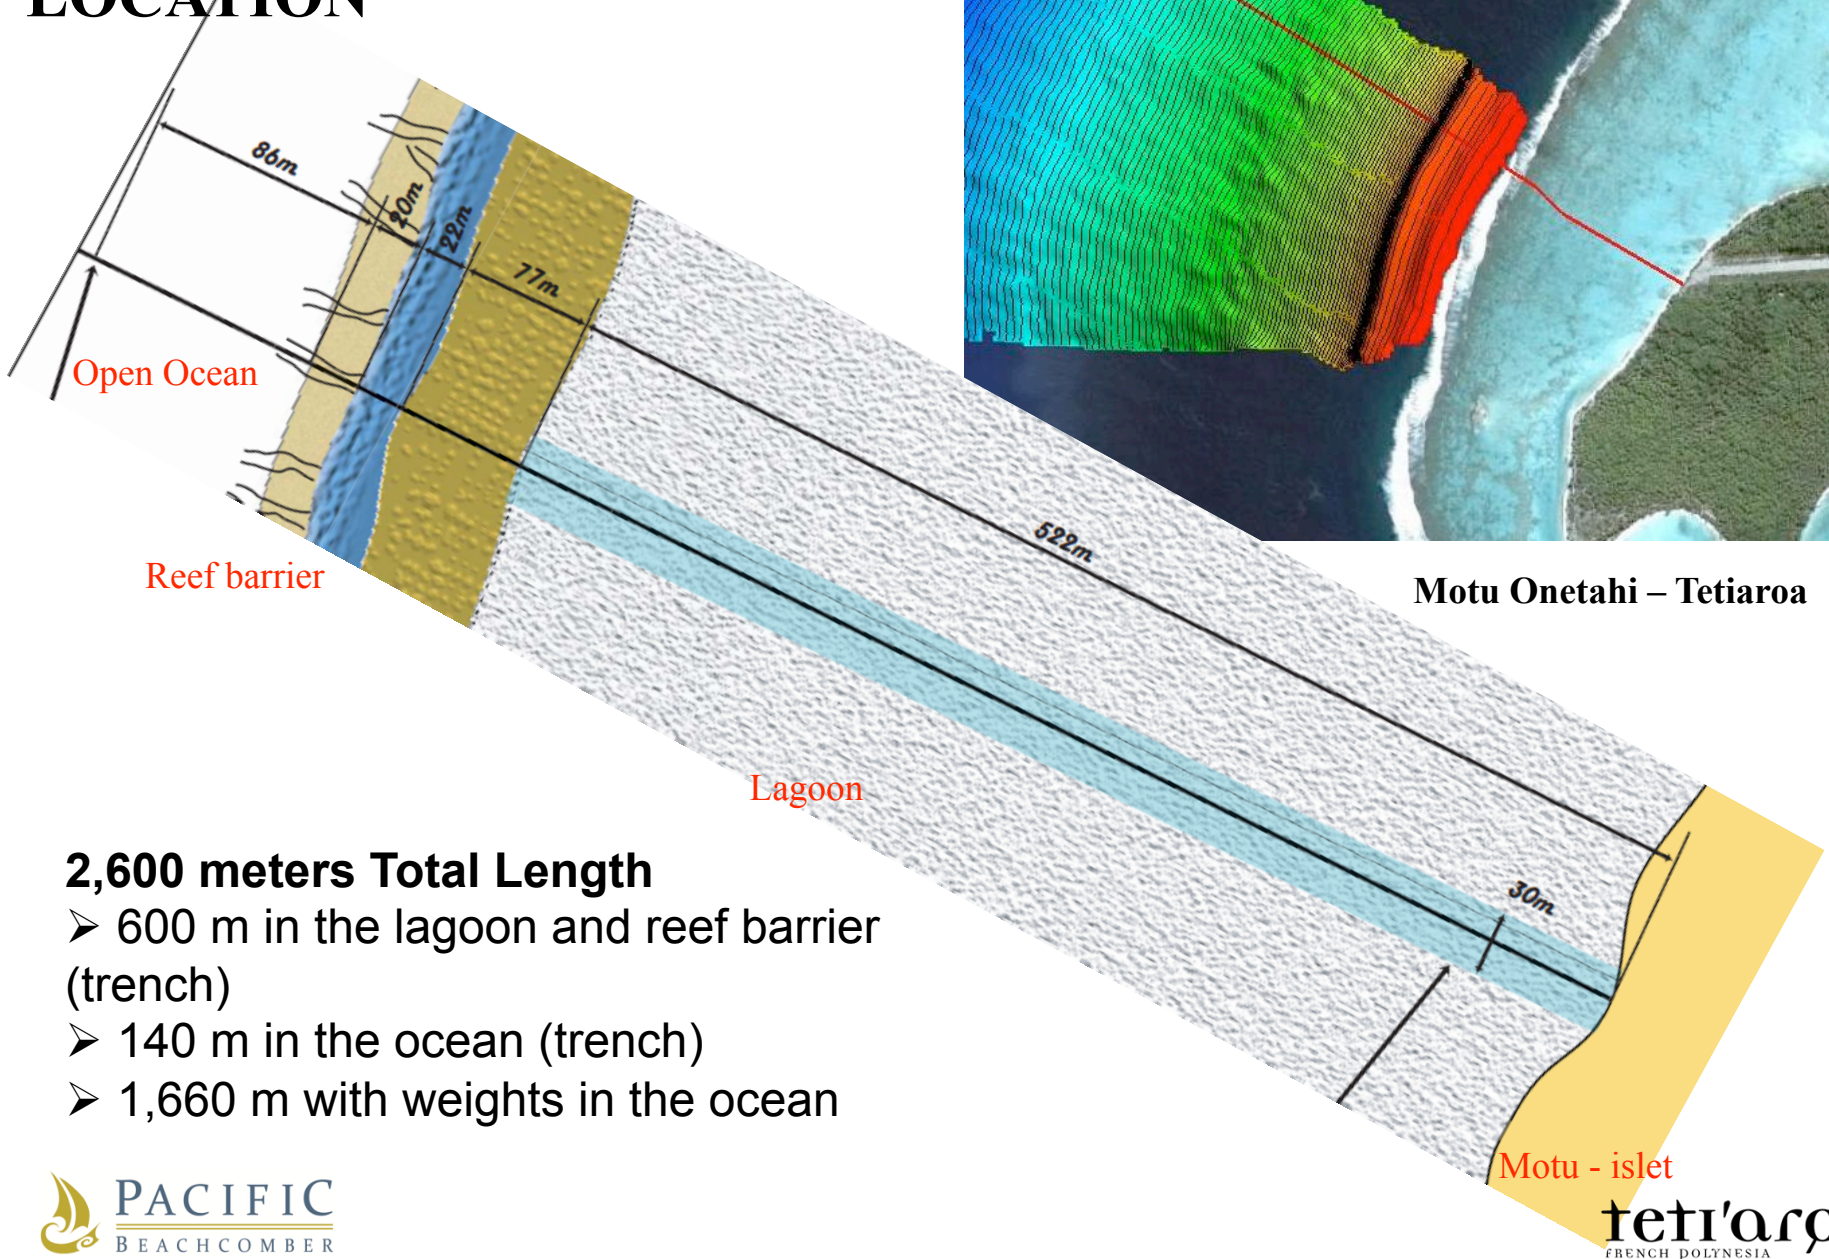 LOCATION
86m
20m
22m
77m
Open Ocean
522m
Reef barrier
Motu Onetahi – Tetiaroa
Lagoon
30m
2,600 meters Total Length
➢ 600 m in the lagoon and reef barrier
(trench)
➢ 140 m in the ocean (trench)
➢ 1,660 m with weights in the ocean
Motu - islet
PACIFIC
BEACHCOMBER
teti'aro
FRENCH POLYNESIA